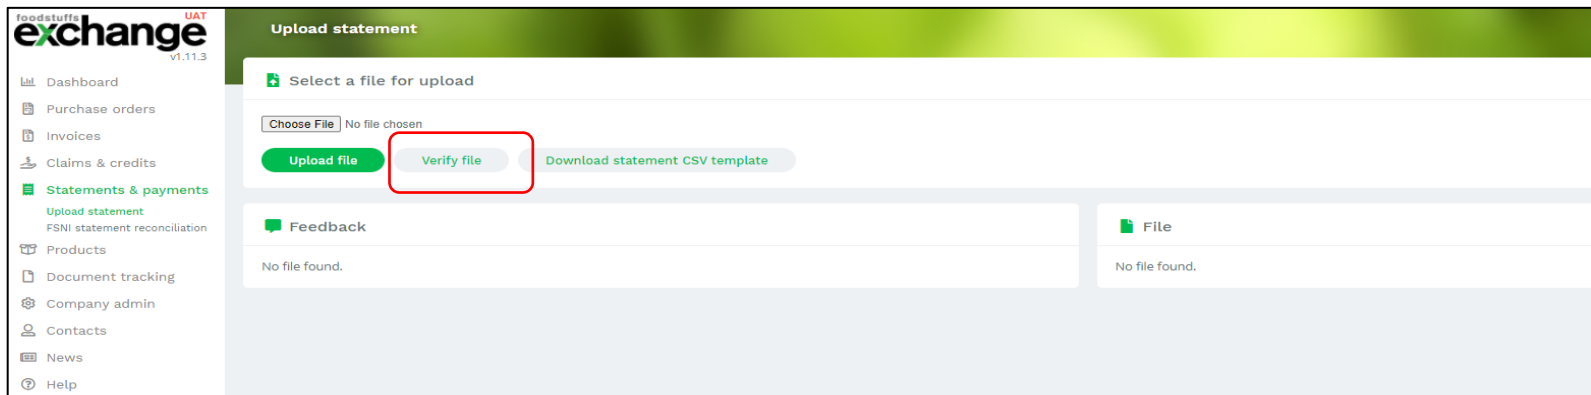 foodstuffs UAT
exchange
v1.11.3
Dashboard
Purchase orders
Invoices
Claims & credits
Statements & payments
Upload statement
FSNI statement reconciliation
Products
Document tracking
Company admin
Contacts
News
Help
Upload statement
Select a file for upload
Choose File No file chosen
Upload file Verify file Download statement CSV template
Feedback
No file found.
File
No file found.